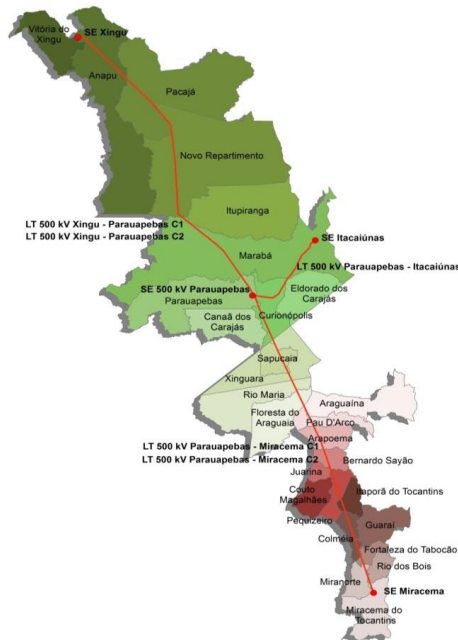 Vitória do
Xingu
SE Xingu
Anapu
Pacajá
Novo Repartimento
Itupiranga
LT 500 kV Xingu - Parauapebas C1
LT 500 kV Xingu - Parauapebas C2
SE Itacaiúnas
Marabá
LT 500 kV Parauapebas - Itacaiúnas
SE 500 kV Parauapebas
Eldorado dos
Carajás
Parauapebas
Canaã dos
Carajás
Curionópolis
Sapucaia
Xinguara
Rio Maria
Araguaína
Floresta do
Araguaia
Pau D'Arco
Arapoema
LT 500 kV Parauapebas - Miracema C1
LT 500 kV Parauapebas - Miracema C2
Bernardo Sayão
Juarina
Couto
Magalhães
Itaporã do Tocantins
Pequizeiro
Guaraí
Colméia
Fortaleza do Tabocão
Rio dos Bois
Miranorte
SE Miracema
Miracema do
Tocantins